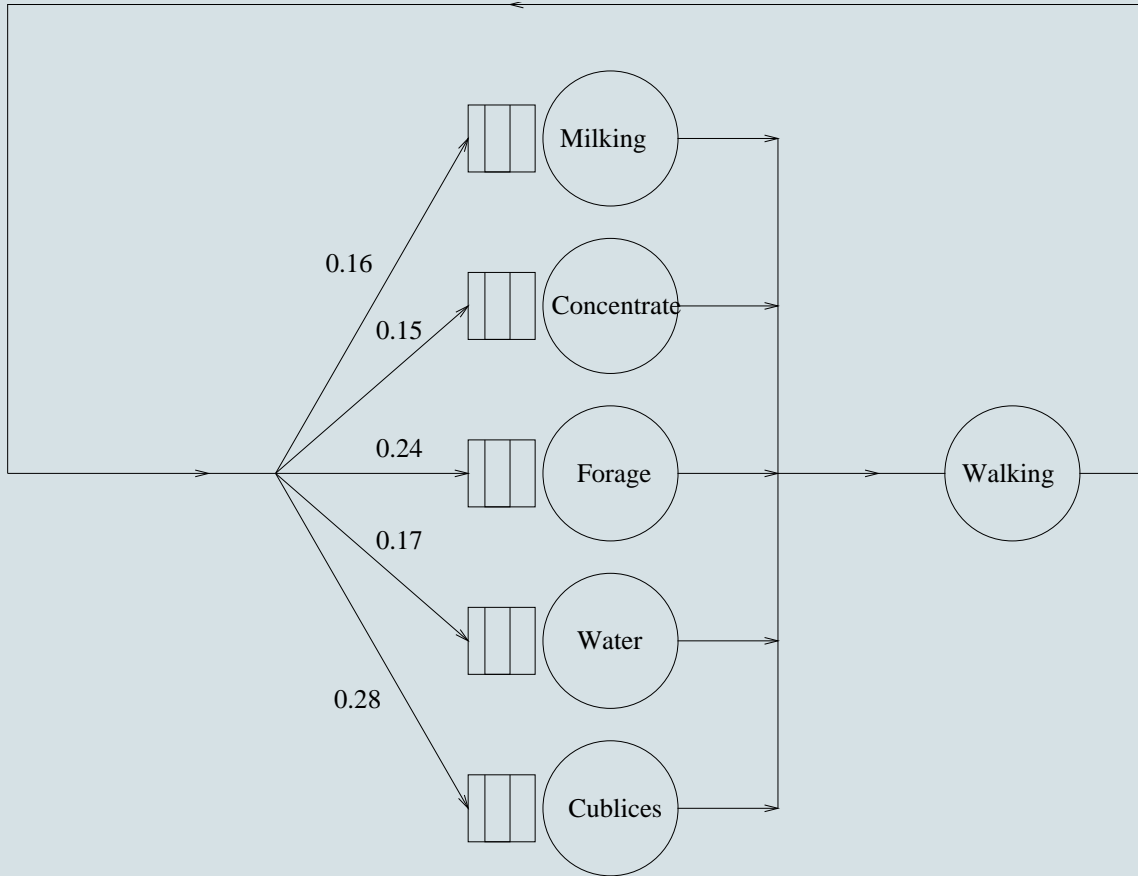 Milking
0.16
Concentrate
0.15
0.24
Forage
Walking
0.17
Water
0.28
Cublices